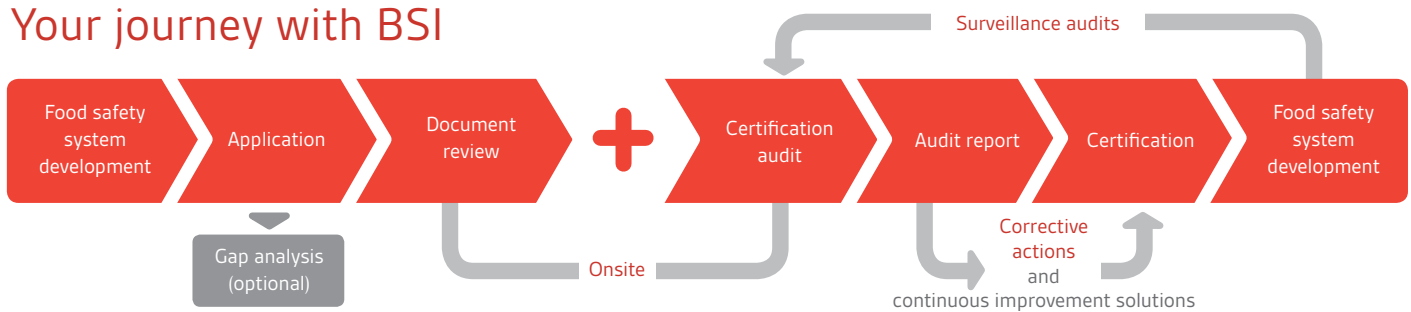 Your journey with BSI
Surveillance audits
Food safety
system
development
Application
Document
review
Certification
audit
Audit report
Certification
Food safety
system
development
Gap analysis
(optional)
Onsite
Corrective
actions
and
continuous improvement solutions